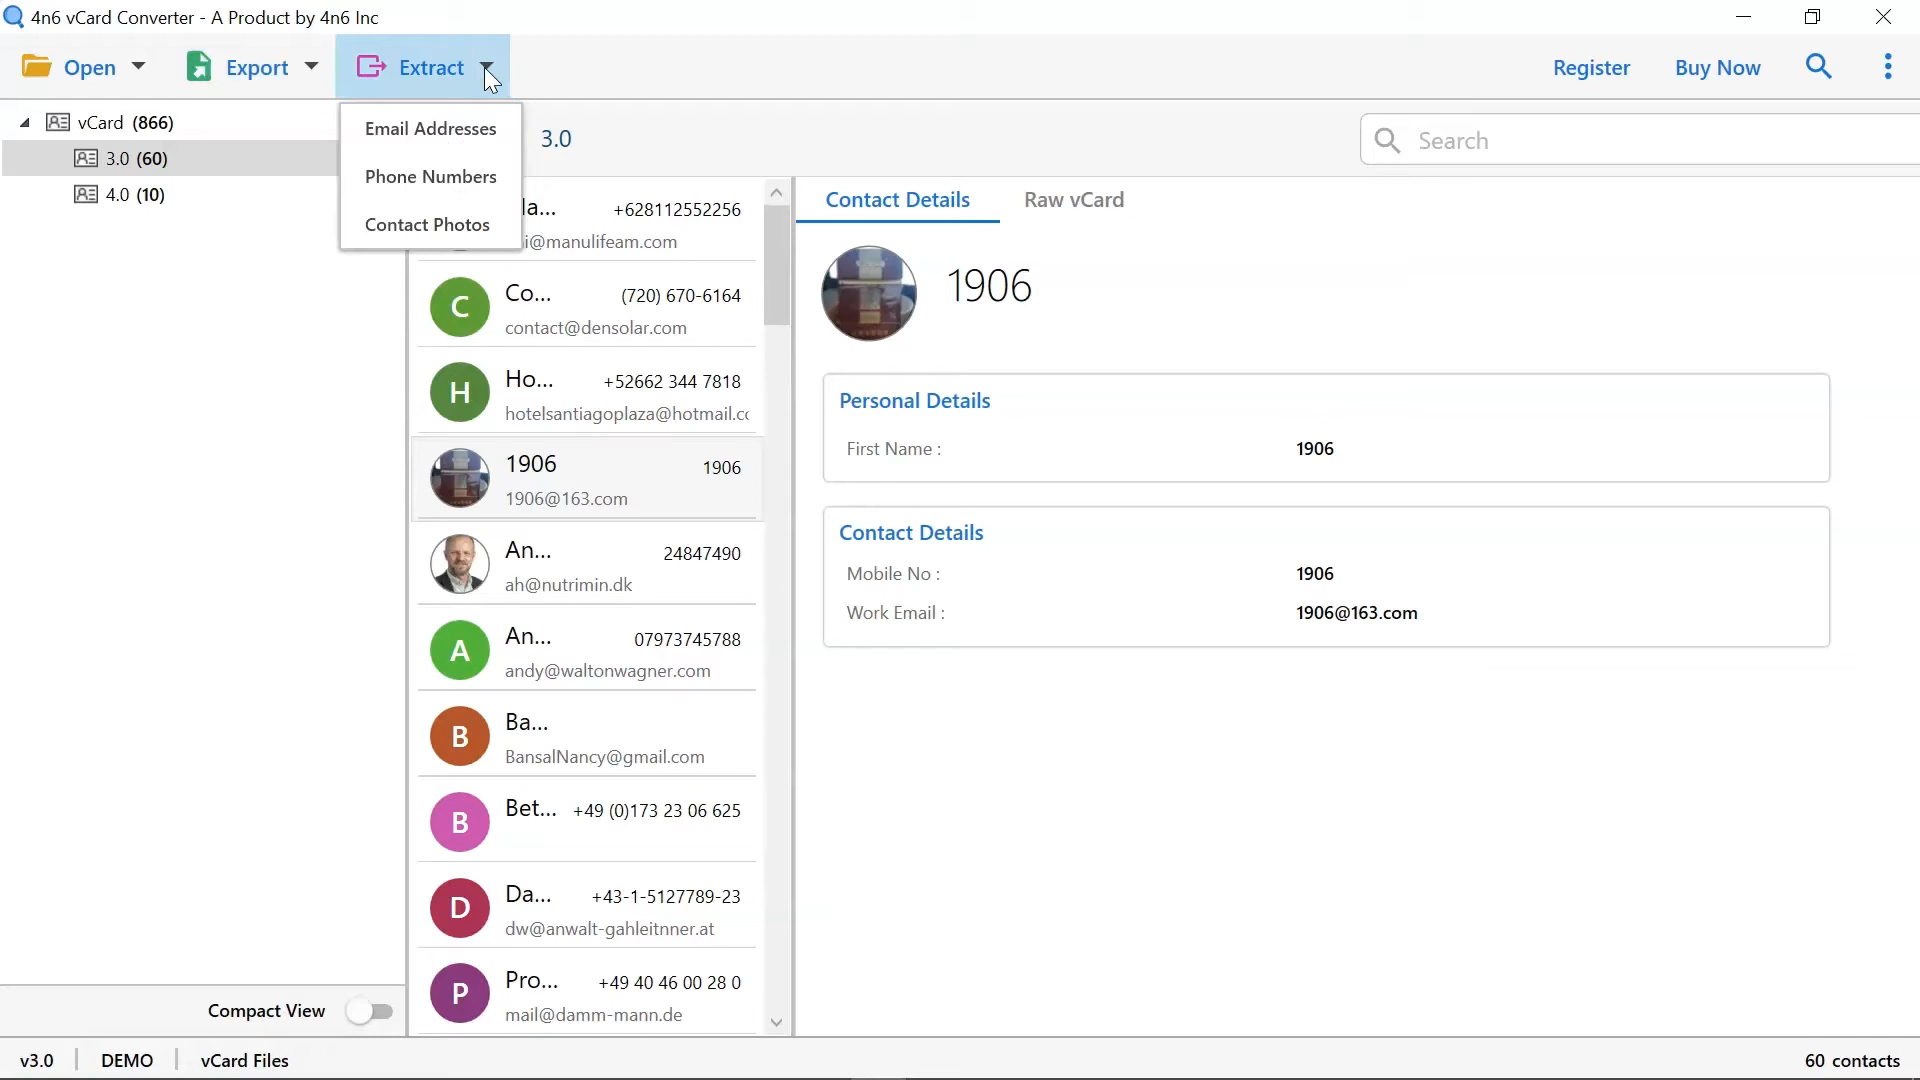 4n6 vCard Converter - A Product by 4n6 Inc
Open Export Extract Register Buy Now
vCard (866)
3.0 (60)
4.0 (10)
Email Addresses
Phone Numbers
Contact Photos
3.0
Search
+628112552256
i@manulifeam.com
C Co... (720) 670-6164
contact@densolar.com
H Ho... +52662 344 7818
hotelsantiagoplaza@hotmail.cc
1906 1906
1906@163.com
An... 24847490
ah@nutrimin.dk
A An... 07973745788
andy@waltonwagner.com
B Ba...
BansalNancy@gmail.com
B Bet... +49 (0)173 23 06 625
D Da... +43-1-5127789-23
dw@anwalt-gahleitnner.at
P Pro... +49 40 46 00 28 0
mail@damm-mann.de
Contact Details Raw vCard
1906
Personal Details
First Name : 1906
Contact Details
Mobile No : 1906
Work Email : 1906@163.com
Compact View
v3.0 DEMO vCard Files 60 contacts